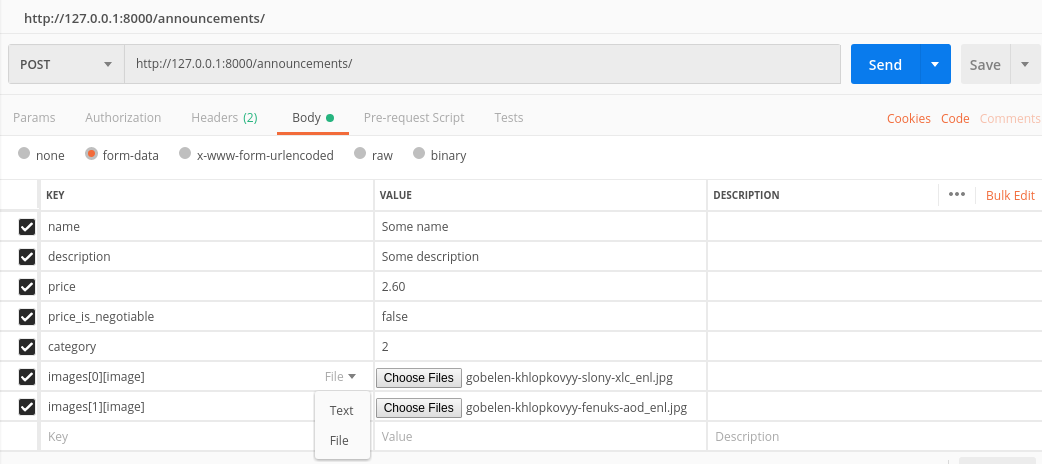 http://127.0.0.1:8000/announcements/
POST http://127.0.0.1:8000/announcements/ Send Save
Params Authorization Headers (2) Body Pre-request Script Tests Cookies Code Comments
none form-data x-www-form-urlencoded raw binary
KEY VALUE DESCRIPTION ••• Bulk Edit
name Some name
description Some description
price 2.60
price_is_negotiable false
category 2
images[0][image] File Choose Files gobelen-khlopkovyy-slony-xlc_enl.jpg
images[1][image] Choose Files gobelen-khlopkovyy-fenuks-aod_enl.jpg
Text
File
Key Value Description